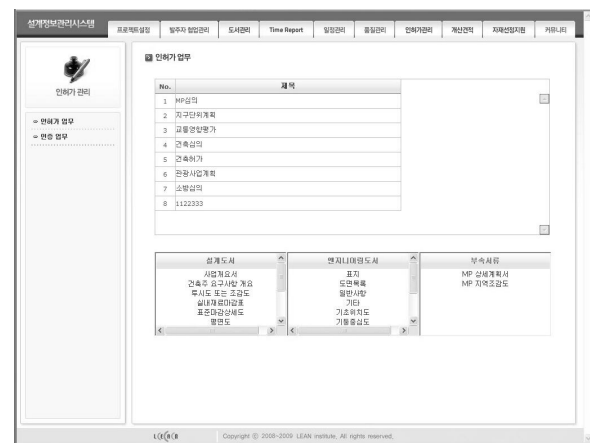 설계정보관리시스템
프로젝트설정 발주자 협업관리 도서관리 Time Report 일정관리 품질관리 인허가관리 개산견적 자재선정지원 커뮤니티
인허가 관리
인허가 업무
인증 업무
인허가 업무
No. 제목
1 MP심의
2 지구단위계획
3 교통영향평가
4 건축심의
5 건축허가
6 관광사업계획
7 소방심의
8 1122333
설계도서 엔지니어링도서 부속서류
사업개요서 표지 MP 상세계획서
건축주 요구사항 개요 도면목록 MP 지역조감도
투시도 또는 조감도 일반사항
실내재료마감표 기타
표준마감상세도 기초위치도
평면도 기둥중심도
Copyright ⓒ 2008-2009 LEAN institute, All rights reserved.